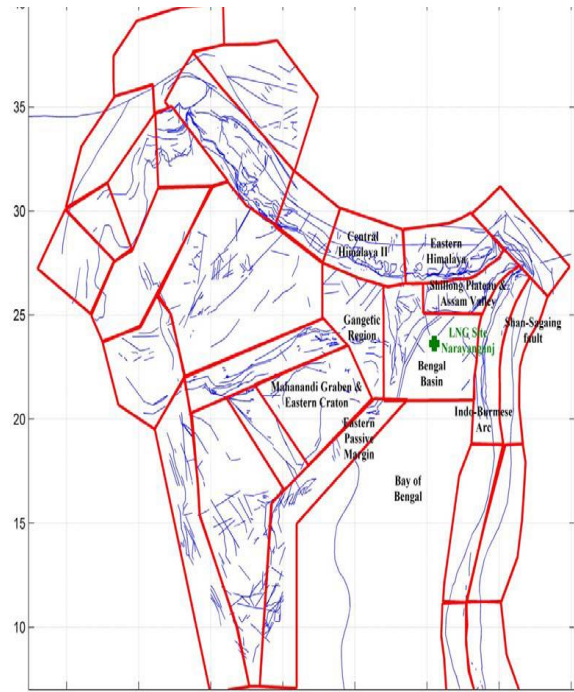 35
30
Central
Himalaya II
Eastern
Himalaya
Shillong Plateau &
Assam Valley
25
Gangetic
Region
LNG Site
Narayanganj
Shan-Sagaing
fault
Bengal
Basin
Mahanandi Graben &
Eastern Craton
20
Indo-Burmese
Arc
Eastern
Passive
Margin
Bay of
Bengal
15
10